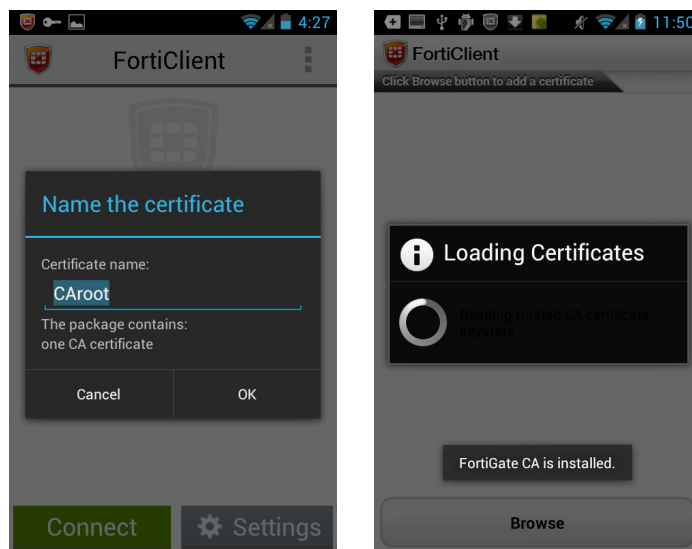 4:27
FortiClient
Name the certificate
Certificate name:
CAroot
The package contains:
one CA certificate
Cancel
OK
Connect
Settings
11:50
FortiClient
Click Browse button to add a certificate
Loading Certificates
Reading trusted CA certificate
keystore
FortiGate CA is installed.
Browse